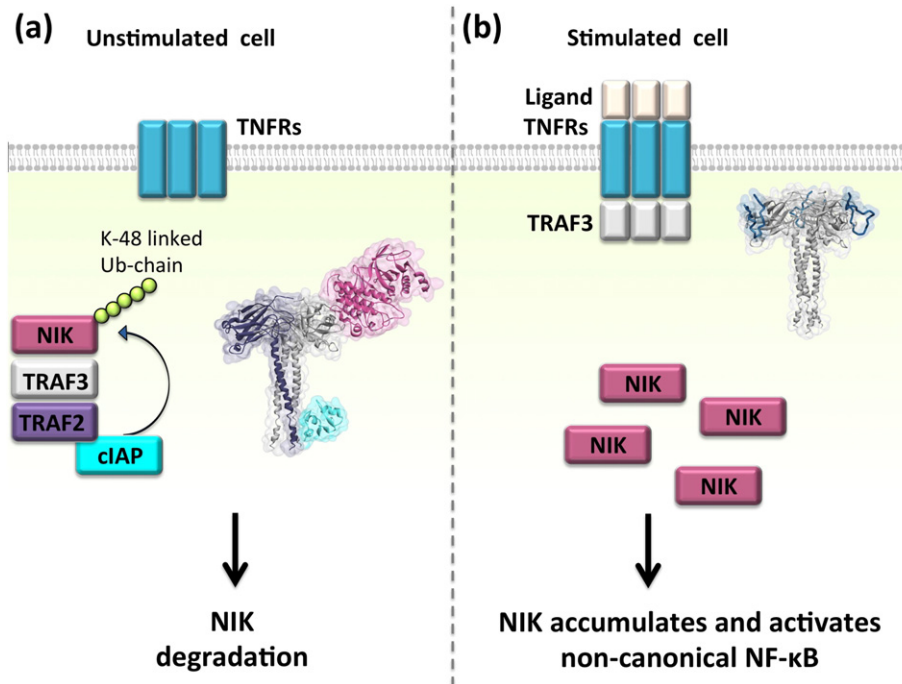 (a)
Unstimulated cell
TNFRs
K-48 linked
Ub-chain
NIK
TRAF3
TRAF2
cIAP
NIK
degradation
(b)
Stimulated cell
Ligand
TNFRs
TRAF3
NIK
NIK
NIK
NIK
NIK accumulates and activates
non-canonical NF-κB